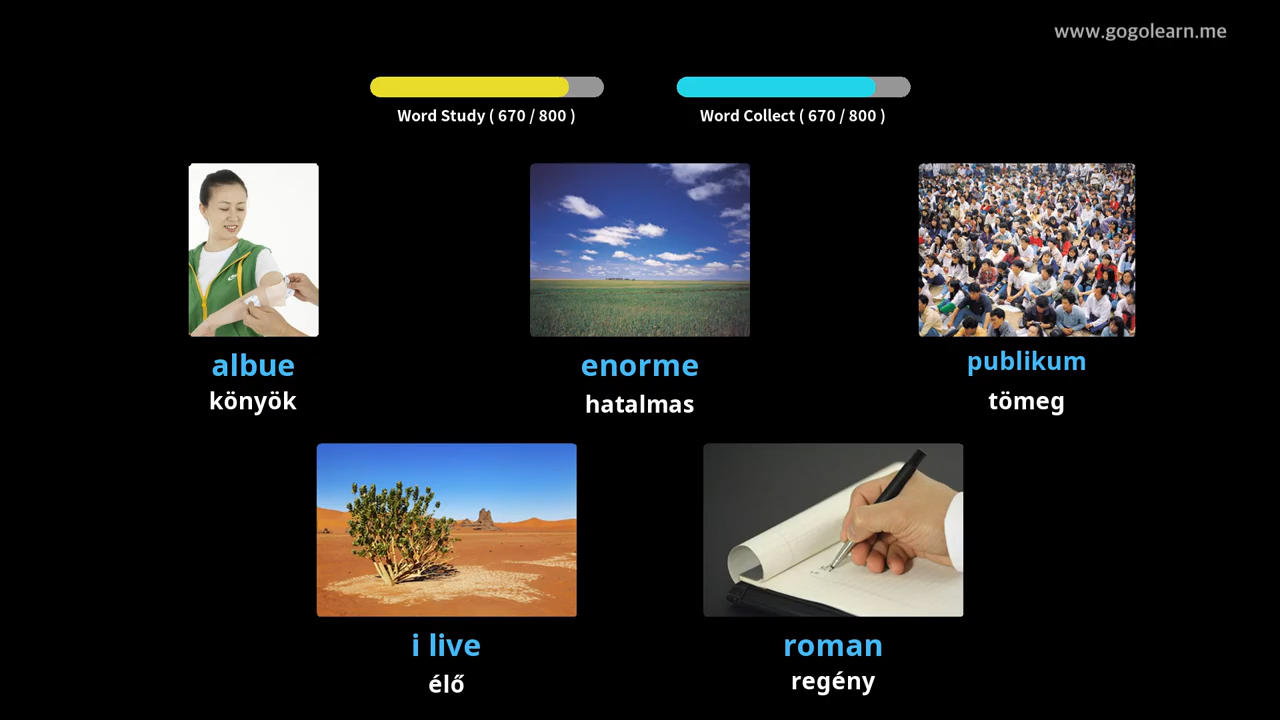 www.gogolearn.me
Word Study ( 670 / 800 )
Word Collect ( 670 / 800 )
albue
könyök
enorme
hatalmas
publikum
tömeg
i live
élő
roman
regény